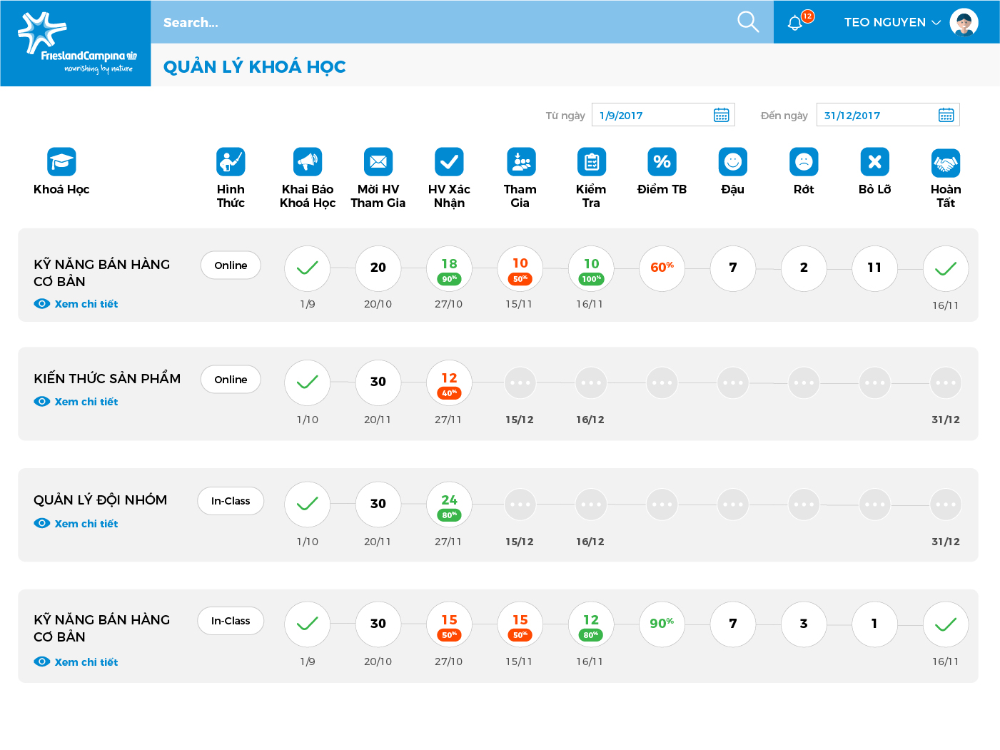 Search...
12
TEO NGUYEN
FrieslandCampina
nourishing by nature
QUẢN LÝ KHOÁ HỌC
Từ ngày
1/9/2017
Đến ngày
31/12/2017
%
Khoá Học
Hình
Thức
Khai Báo
Khoá Học
Mời HV
Tham Gia
HV Xác
Nhận
Tham
Gia
Kiểm
Tra
Điểm TB
Đậu
Rớt
Bỏ Lỡ
Hoàn
Tất
KỸ NĂNG BÁN HÀNG
CƠ BẢN
Xem chi tiết
Online
1/9
20
20/10
18
90%
27/10
10
50%
15/11
10
100%
16/11
60%
7
2
11
16/11
KIẾN THỨC SẢN PHẨM
Xem chi tiết
Online
1/10
30
20/11
12
40%
27/11
15/12
16/12
31/12
QUẢN LÝ ĐỘI NHÓM
Xem chi tiết
In-Class
1/10
30
20/11
24
80%
27/11
15/12
16/12
31/12
KỸ NĂNG BÁN HÀNG
CƠ BẢN
Xem chi tiết
In-Class
1/9
30
20/10
15
50%
27/10
15
50%
15/11
12
80%
16/11
90%
7
3
1
16/11